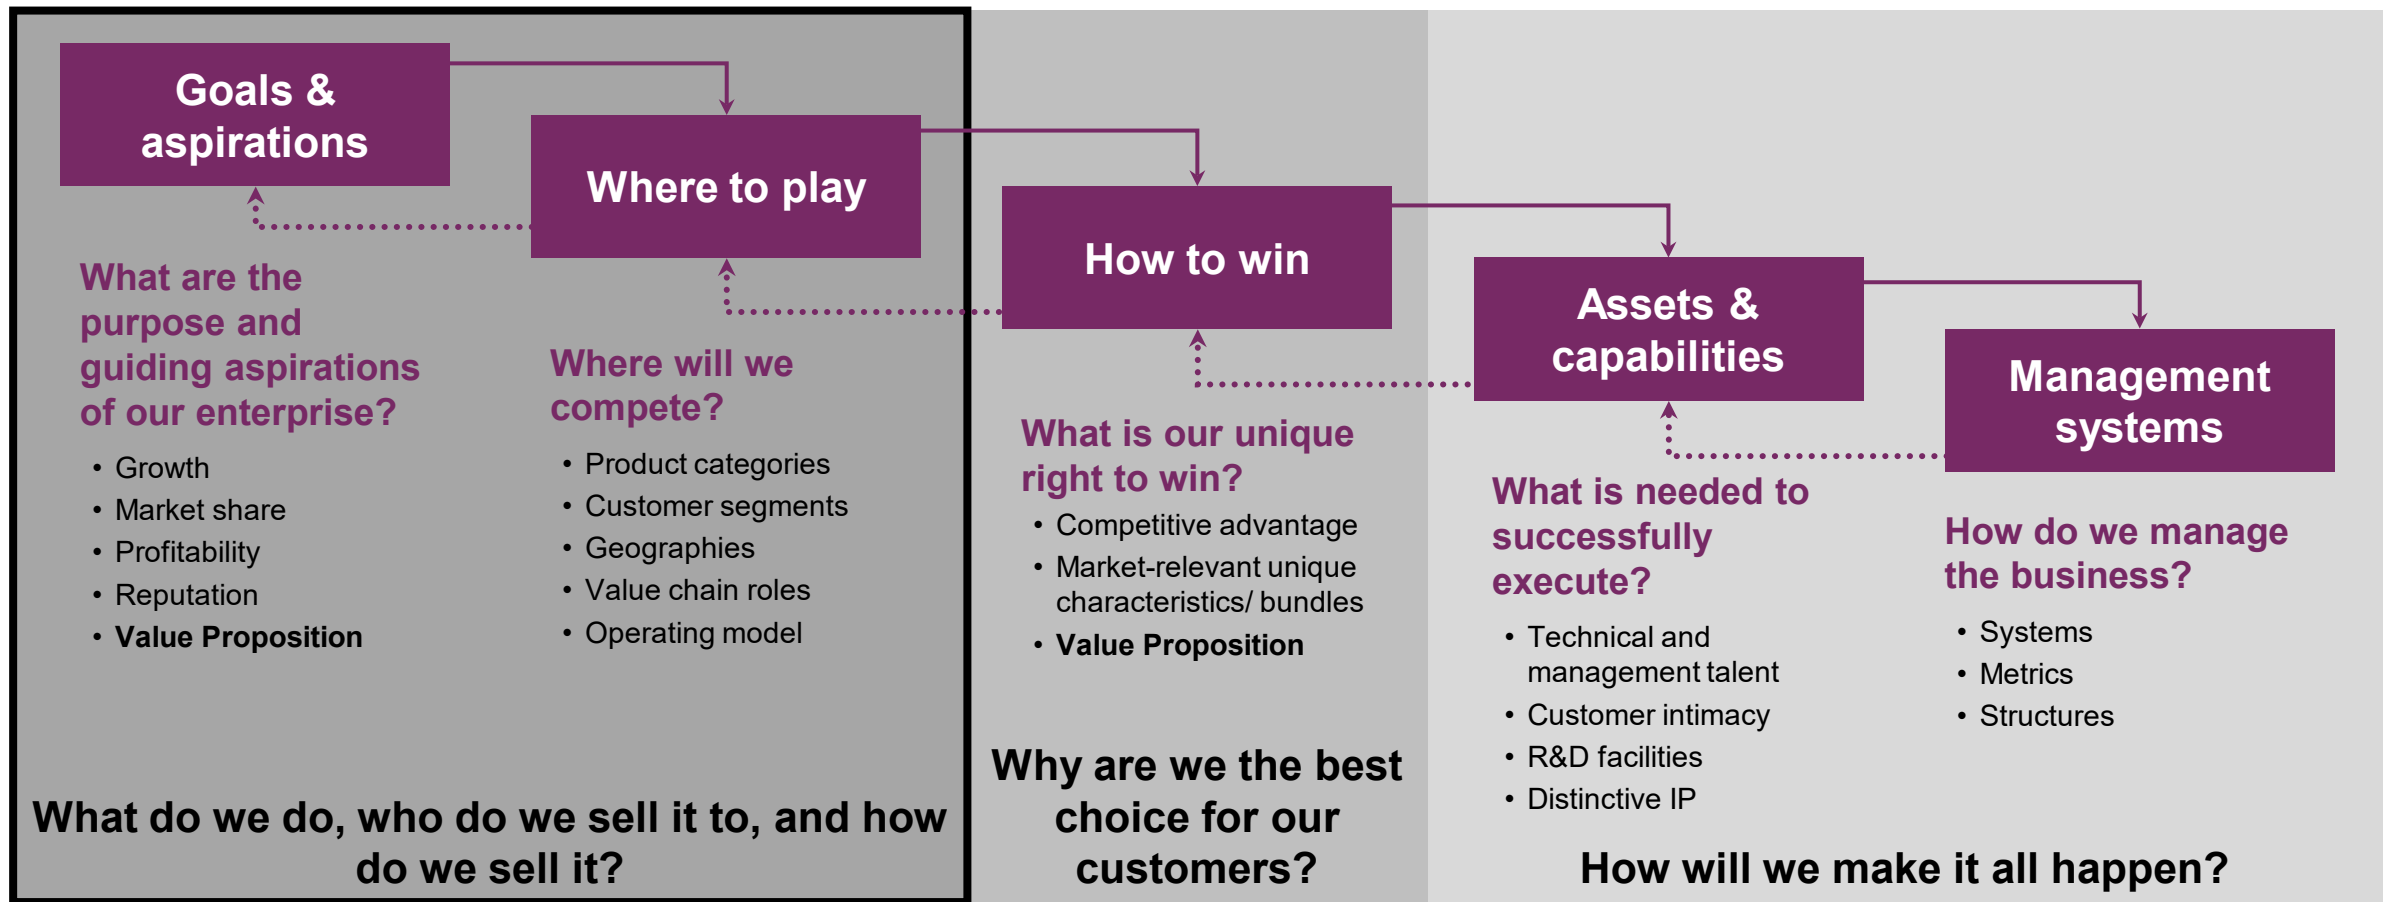 Goals &
aspirations
What are the
purpose and
guiding aspirations
of our enterprise?
• Growth
• Market share
• Profitability
• Reputation
• Value Proposition
Where to play
Where will we
compete?
• Product categories
• Customer segments
• Geographies
• Value chain roles
• Operating model
What do we do, who do we sell it to, and how
do we sell it?
How to win
What is our unique
right to win?
• Competitive advantage
• Market-relevant unique
characteristics/ bundles
• Value Proposition
Why are we the best
choice for our
customers?
Assets &
capabilities
What is needed to
successfully
execute?
• Technical and
management talent
• Customer intimacy
• R&D facilities
• Distinctive IP
Management
systems
How do we manage
the business?
• Systems
• Metrics
• Structures
How will we make it all happen?